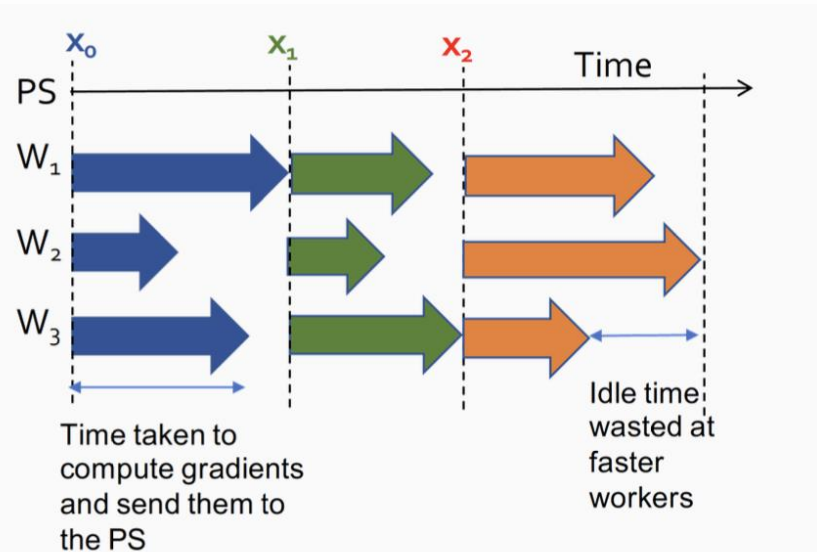 X₀
X₁
X₂
Time
PS
W₁
W₂
W₃
Time taken to
compute gradients
and send them to
the PS
Idle time
wasted at
faster
workers